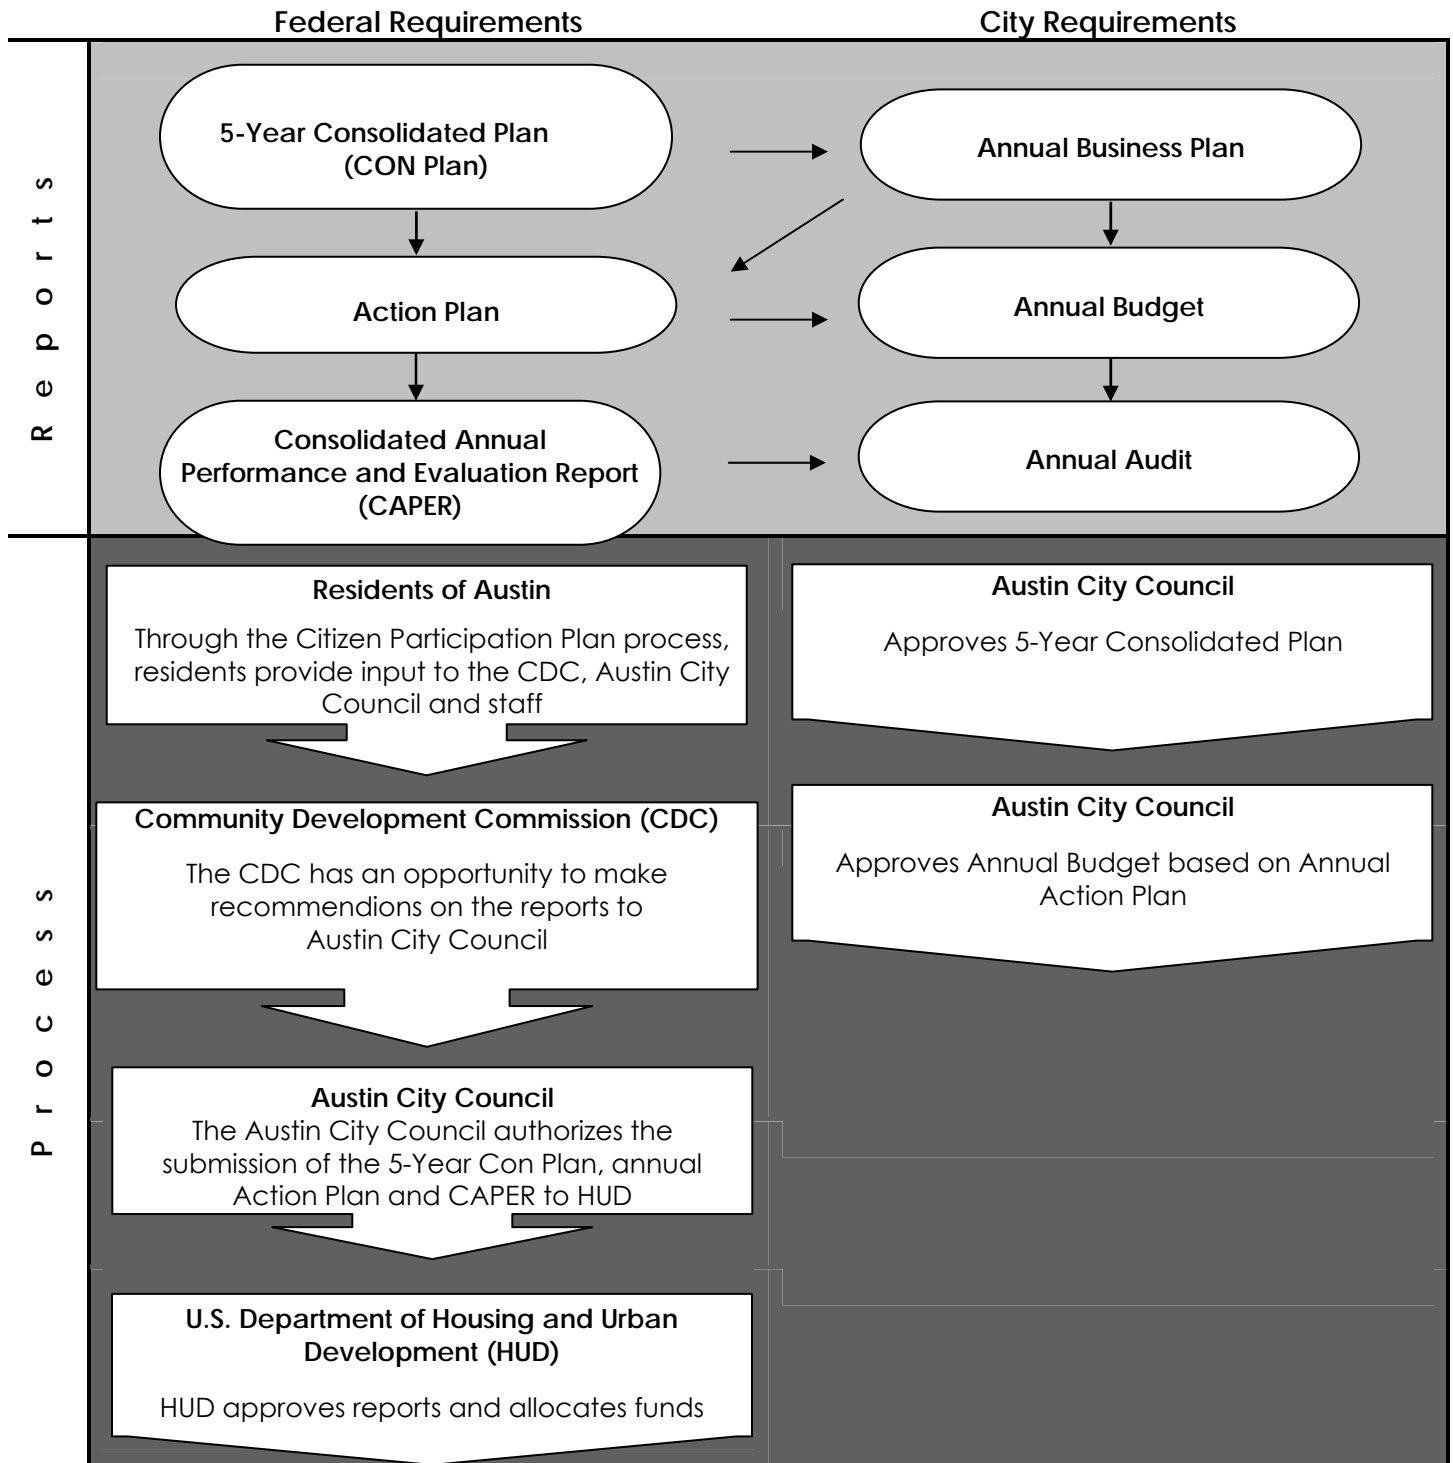 Federal Requirements
City Requirements
Reports
5-Year Consolidated Plan
(CON Plan)
Annual Business Plan
Action Plan
Annual Budget
Consolidated Annual
Performance and Evaluation Report
(CAPER)
Annual Audit
Process
Residents of Austin
Through the Citizen Participation Plan process,
residents provide input to the CDC, Austin City
Council and staff
Austin City Council
Approves 5-Year Consolidated Plan
Community Development Commission (CDC)
The CDC has an opportunity to make
recommendions on the reports to
Austin City Council
Austin City Council
Approves Annual Budget based on Annual
Action Plan
Austin City Council
The Austin City Council authorizes the
submission of the 5-Year Con Plan, annual
Action Plan and CAPER to HUD
U.S. Department of Housing and Urban
Development (HUD)
HUD approves reports and allocates funds